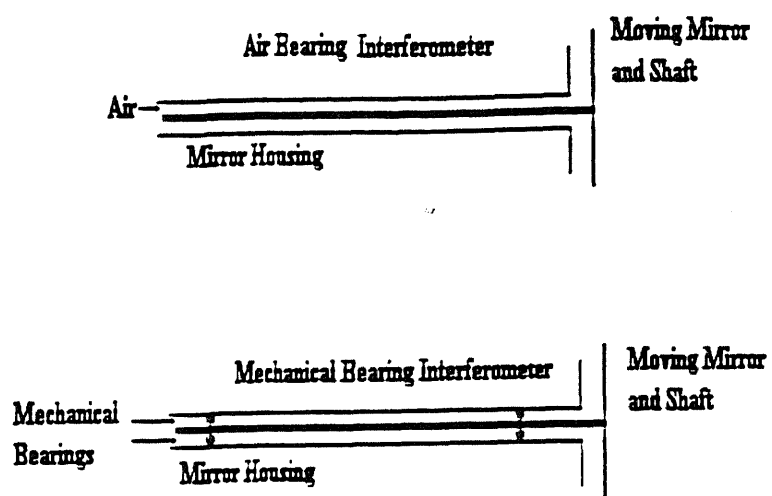 Air Bearing Interferometer
Moving Mirror
and Shaft
Air
Mirror Housing
Mechanical Bearing Interferometer
Moving Mirror
and Shaft
Mechanical
Bearings
Mirror Housing